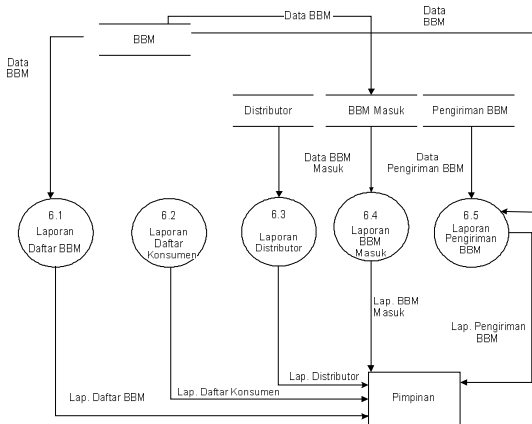 Data BBM
Data
BBM
BBM
Data
BBM
Distributor
BBM Masuk
Pengiriman BBM
Data BBM
Masuk
Data
Pengiriman BBM
6.1
Laporan
Daftar BBM
6.2
Laporan
Daftar
Konsumen
6.3
Laporan
Distributor
6.4
Laporan
BBM
Masuk
6.5
Laporan
Pengiriman
BBM
Lap. BBM
Masuk
Lap. Pengiriman
BBM
Lap. Distributor
Lap. Daftar Konsumen
Lap. Daftar BBM
Pimpinan